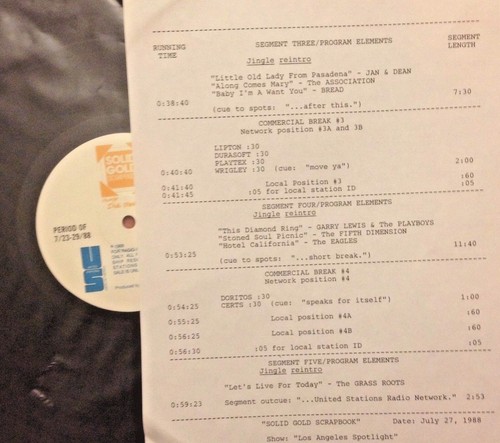 RUNNING
TIME
SEGMENT THREE/PROGRAM ELEMENTS
SEGMENT
LENGTH
Jingle reintro
"Little Old Lady From Pasadena" - JAN & DEAN
"Along Comes Mary" - The ASSOCIATION
"Baby I'm A Want You" - BREAD 7:30
0:38:40 (cue to spots: "...after this.")
COMMERCIAL BREAK #3
Network position #3A and 3B
LIPTON :30
DURASOFT :30
PLAYTEX :30
0:40:40 WRIGLEY :30 (cue: "move ya") 2:00
0:41:40 Local Position #3 :60
0:41:45 :05 for local station ID :05
SEGMENT FOUR/PROGRAM ELEMENTS
Jingle reintro
"This Diamond Ring" - GARY LEWIS & The PLAYBOYS
"Stoned Soul Picnic" - The FIFTH DIMENSION
"Hotel California" - The EAGLES 11:40
0:53:25 (cue to spots: "...short break.")
COMMERCIAL BREAK #4
Network position #4
DORITOS :30
0:54:25 CERTS :30 (cue: "speaks for itself") 1:00
0:55:25 Local position #4A :60
0:56:25 Local position #4B :60
0:56:30 :05 for local station ID :05
SEGMENT FIVE/PROGRAM ELEMENTS
Jingle reintro
"Let's Live For Today" - The GRASS ROOTS
0:59:23 Segment outcue: "...United Stations Radio Network." 2:53
"SOLID GOLD SCRAPBOOK" Date: July 27, 1988
Show: "Los Angeles Spotlight"
SOLID
GOLD
PERIOD OF
7/25-29/88
US